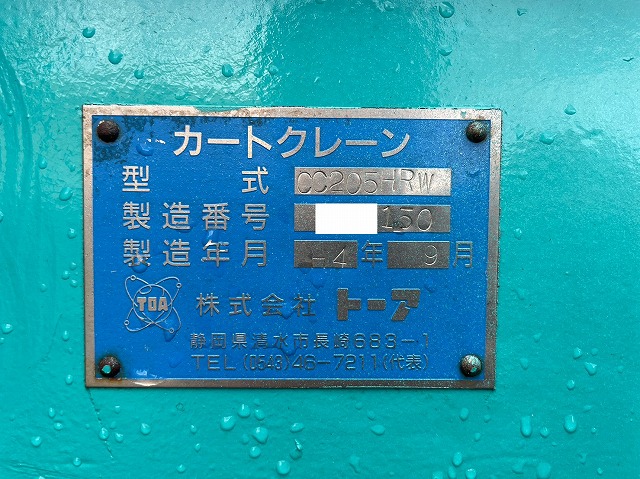 カートクレーン
型式 CC205HRW
製造番号 150
製造年月 -4年 9月
TOA 株式会社 トーア
静岡県清水市長崎683-1
TEL(0543)46-7211(代表)